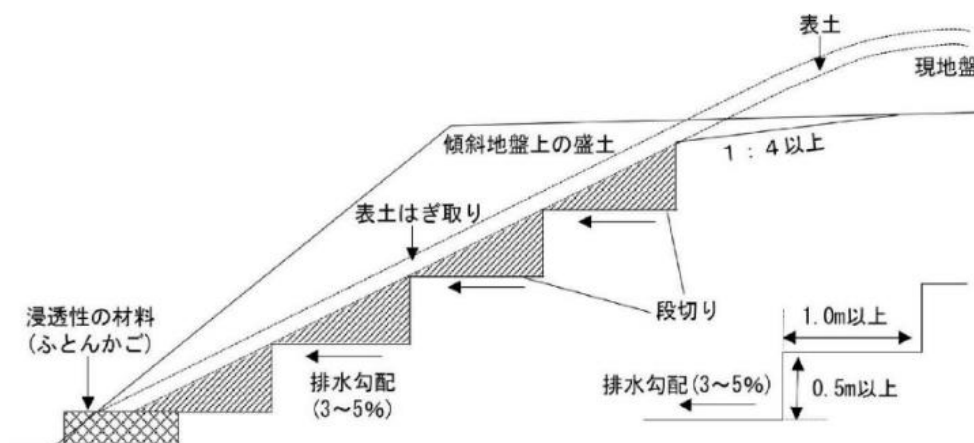 表土
現地盤
傾斜地盤上の盛土
1：4以上
表土はぎ取り
浸透性の材料
(ふとんかご)
段切り
1.0m以上
排水勾配
(3～5%)
排水勾配(3～5%)
0.5m以上